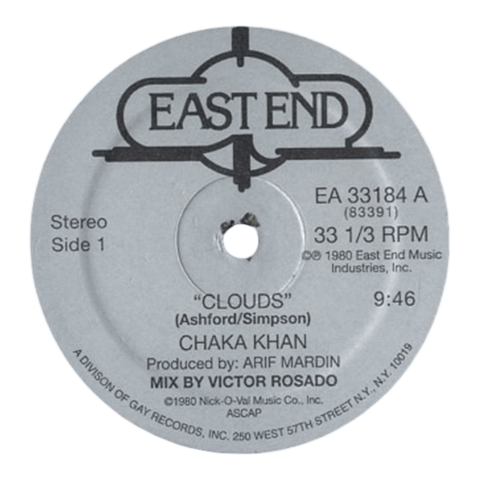 EAST END
EA 33184 A
(83391)
Stereo
Side 1
33 1/3 RPM
©℗ 1980 East End Music
Industries, Inc.
"CLOUDS"
9:46
(Ashford/Simpson)
CHAKA KHAN
Produced by: ARIF MARDIN
MIX BY VICTOR ROSADO
©1980 Nick-O-Val Music Co., Inc.
ASCAP
A DIVISION OF GAY RECORDS, INC. 250 WEST 57TH STREET N.Y., N.Y. 10019